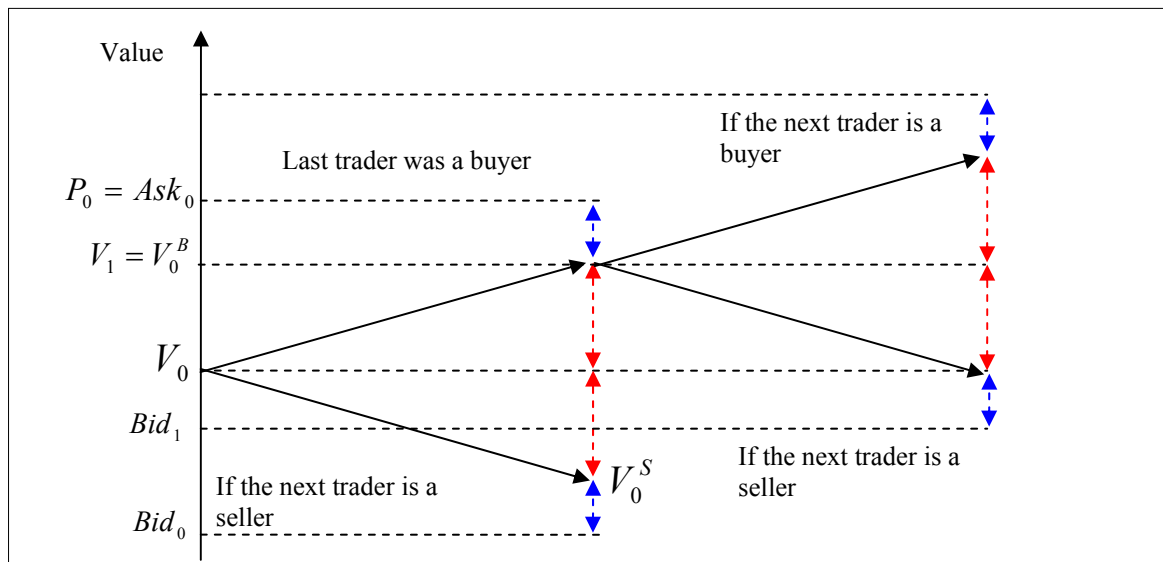 Value
If the next trader is a
buyer
Last trader was a buyer
P₀ = Ask₀
V₁ = V₀ᴮ
V₀
Bid₁
If the next trader is a
seller
V₀ˢ
If the next trader is a
seller
Bid₀